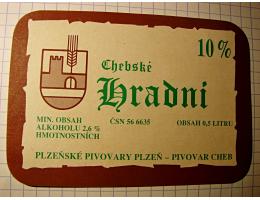 10%
Chebské
Hradní
MIN. OBSAH
ALKOHOLU 2,6 %
HMOTNOSTNÍCH
ČSN 56 6635
OBSAH 0,5 LITRU
PLZEŇSKÉ PIVOVARY PLZEŇ – PIVOVAR CHEB